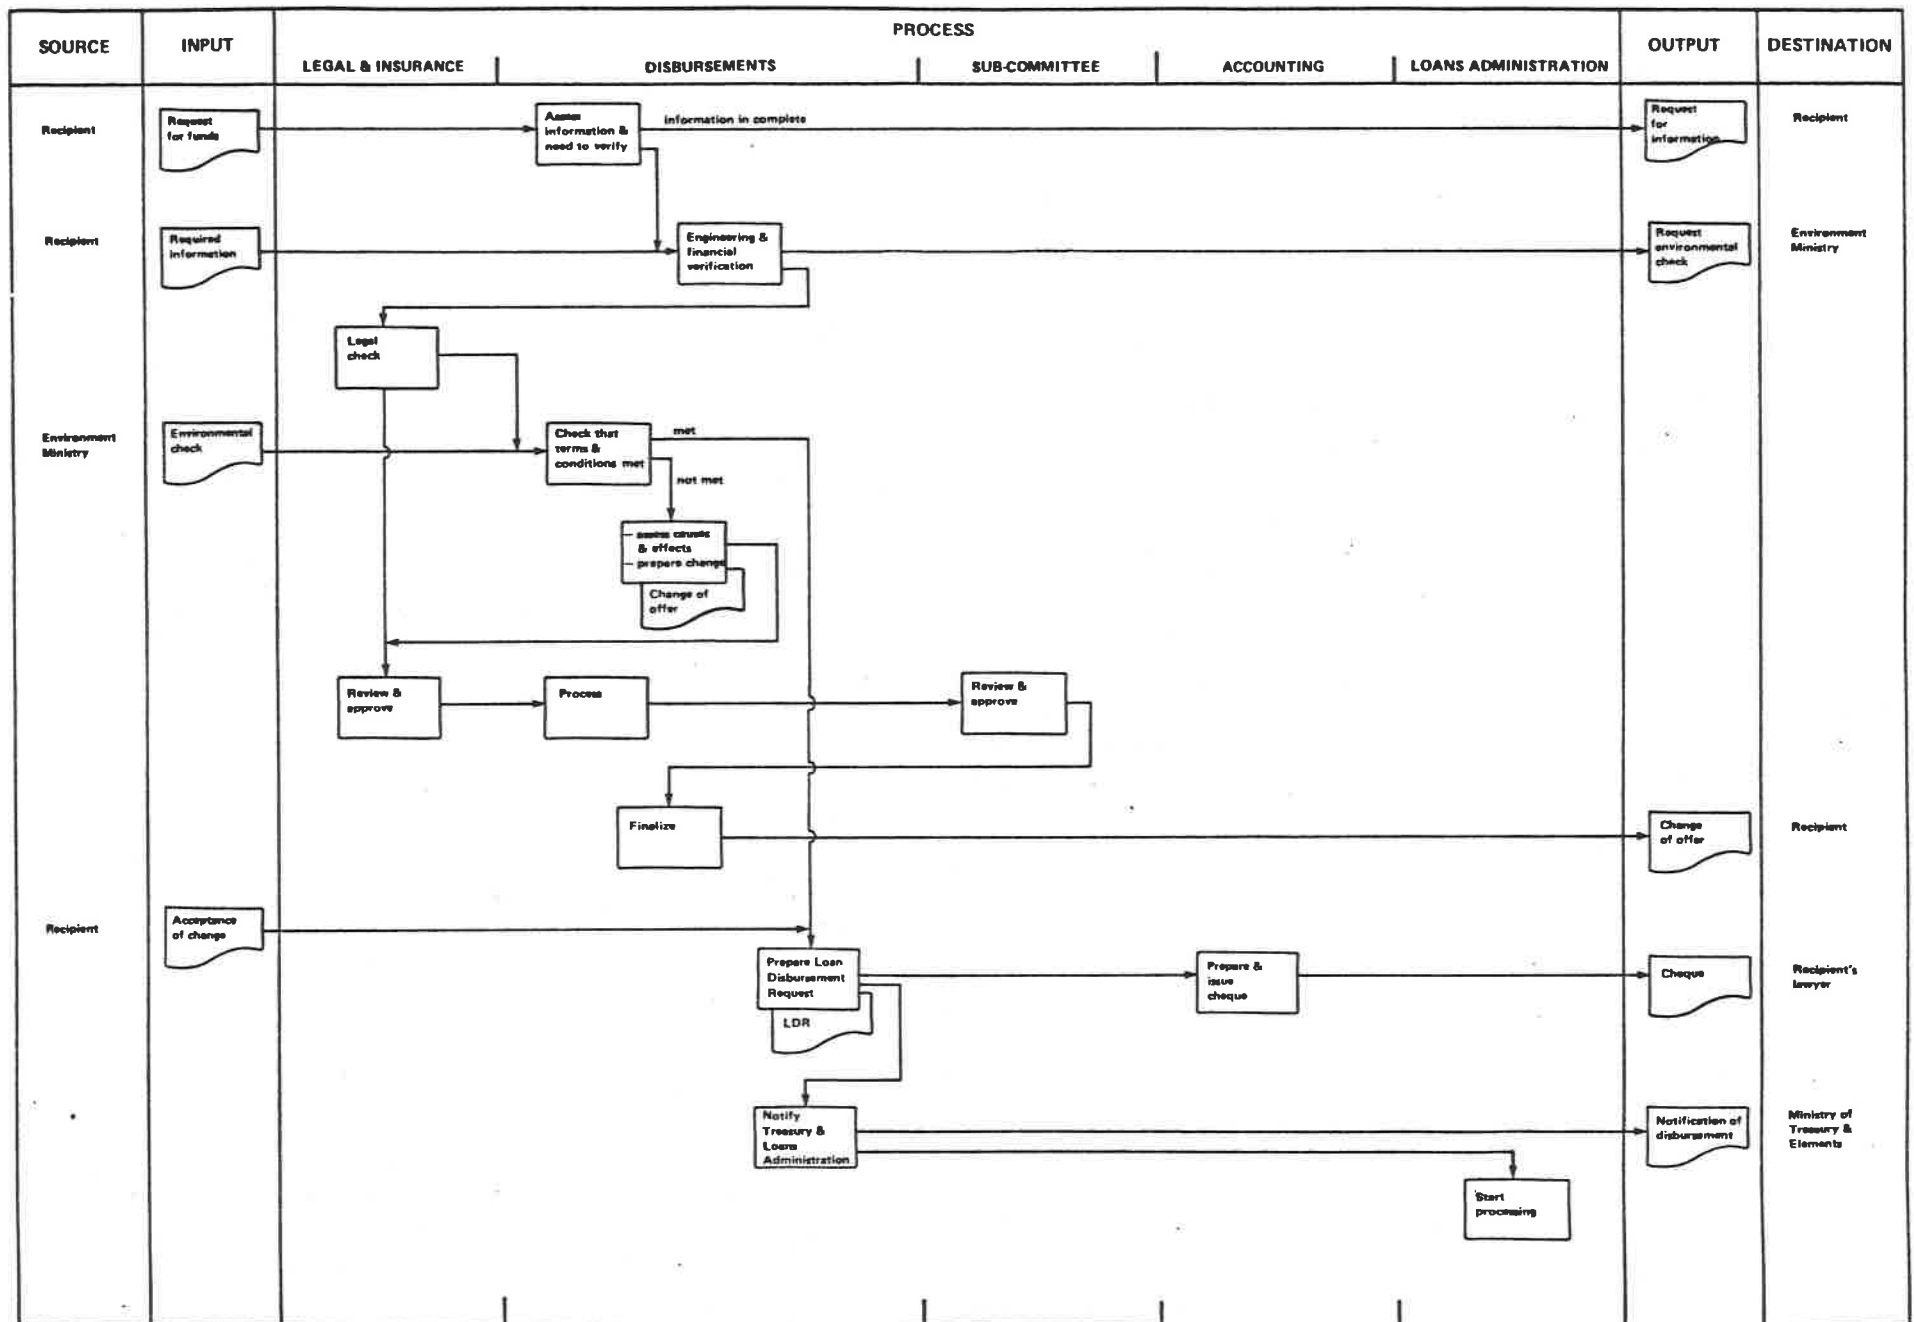 PROCESS
SOURCE
INPUT
OUTPUT
DESTINATION
LEGAL & INSURANCE
DISBURSEMENTS
SUB-COMMITTEE
ACCOUNTING
LOANS ADMINISTRATION
Recipient
Request
for funds
Assess
information &
need to verify
information in complete
Request
for
information
Recipient
Recipient
Required
information
Engineering &
financial
verification
Request
environmental
check
Environment
Ministry
Legal
check
Environment
Ministry
Environmental
check
Check that
terms &
conditions met
met
not met
— assess causes
& effects
— prepare change
Change of
offer
Review &
approve
Process
Review &
approve
Finalize
Change
of offer
Recipient
Recipient
Acceptance
of change
Prepare Loan
Disbursement
Request
LDR
Prepare &
issue
cheque
Cheque
Recipient's
lawyer
Notify
Treasury &
Loans
Administration
Notification of
disbursement
Ministry of
Treasury &
Elements
Start
processing